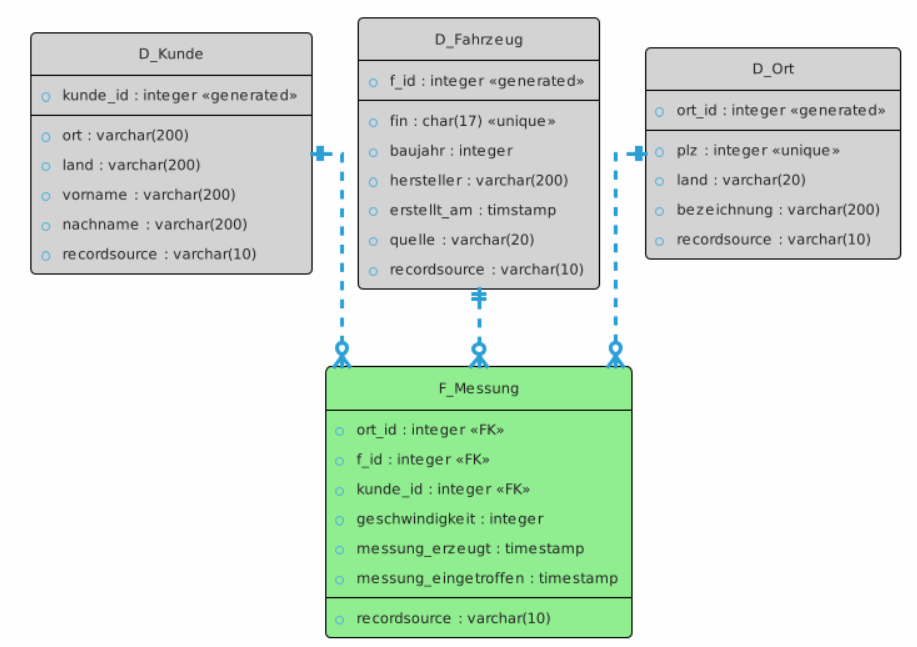 D_Kunde
kunde_id : integer «generated»
ort : varchar(200)
land : varchar(200)
vorname : varchar(200)
nachname : varchar(200)
recordsource : varchar(10)
D_Fahrzeug
f_id : integer «generated»
fin : char(17) «unique»
baujahr : integer
hersteller : varchar(200)
erstellt_am : timstamp
quelle : varchar(20)
recordsource : varchar(10)
D_Ort
ort_id : integer «generated»
plz : integer «unique»
land : varchar(20)
bezeichnung : varchar(200)
recordsource : varchar(10)
F_Messung
ort_id : integer «FK»
f_id : integer «FK»
kunde_id : integer «FK»
geschwindigkeit : integer
messung_erzeugt : timestamp
messung_eingetroffen : timestamp
recordsource : varchar(10)